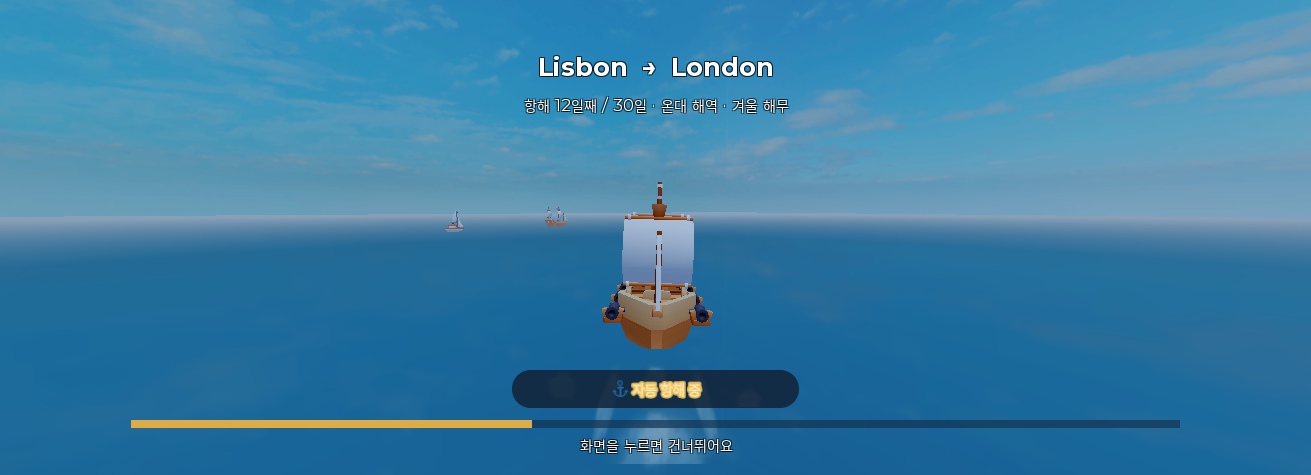 Lisbon → London
항해 12일째 / 30일 · 온대 해역 · 겨울 해무
⚓ 자동 항해 중
화면을 누르면 건너뛰어요